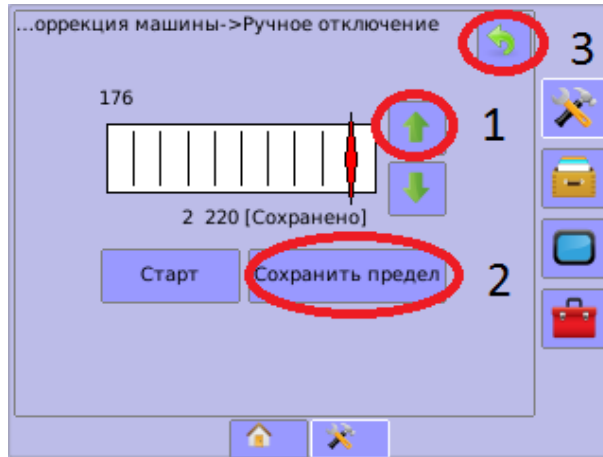 ...оррекция машины->Ручное отключение
3
176
1
2 220 [Сохранено]
Старт
Сохранить предел
2